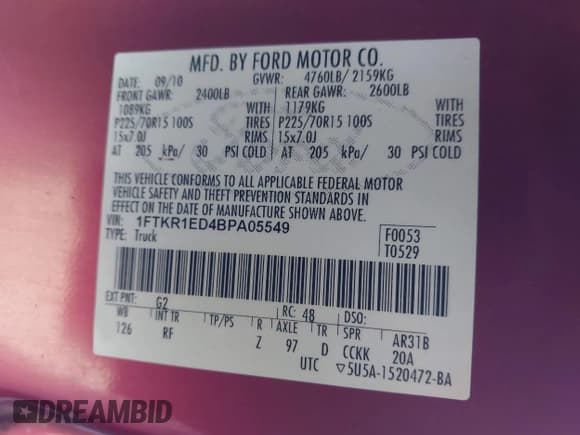 MFD. BY FORD MOTOR CO.
DATE: 09/10 GVWR: 4760LB/ 2159KG
FRONT GAWR: 2400LB REAR GAWR: 2600LB
1089KG WITH 1179KG WITH
P225/70R15 100S TIRES P225/70R15 100S TIRES
15x7.0J RIMS 15x7.0J RIMS
AT 205 kPa/ 30 PSI COLD AT 205 kPa/ 30 PSI COLD
THIS VEHICLE CONFORMS TO ALL APPLICABLE FEDERAL MOTOR
VEHICLE SAFETY AND THEFT PREVENTION STANDARDS IN
EFFECT ON THE DATE OF MANUFACTURE SHOWN ABOVE.
VIN: 1FTKR1ED4BPA05549 F0053
TYPE: Truck T0529
EXT PNT: G2 RC: 48 DSO:
WB INT TR TP/PS R AXLE TR SPR AR31B
126 RF Z 97 D CCKK 20A
UTC ▽5U5A-1520472-BA
DREAMBID